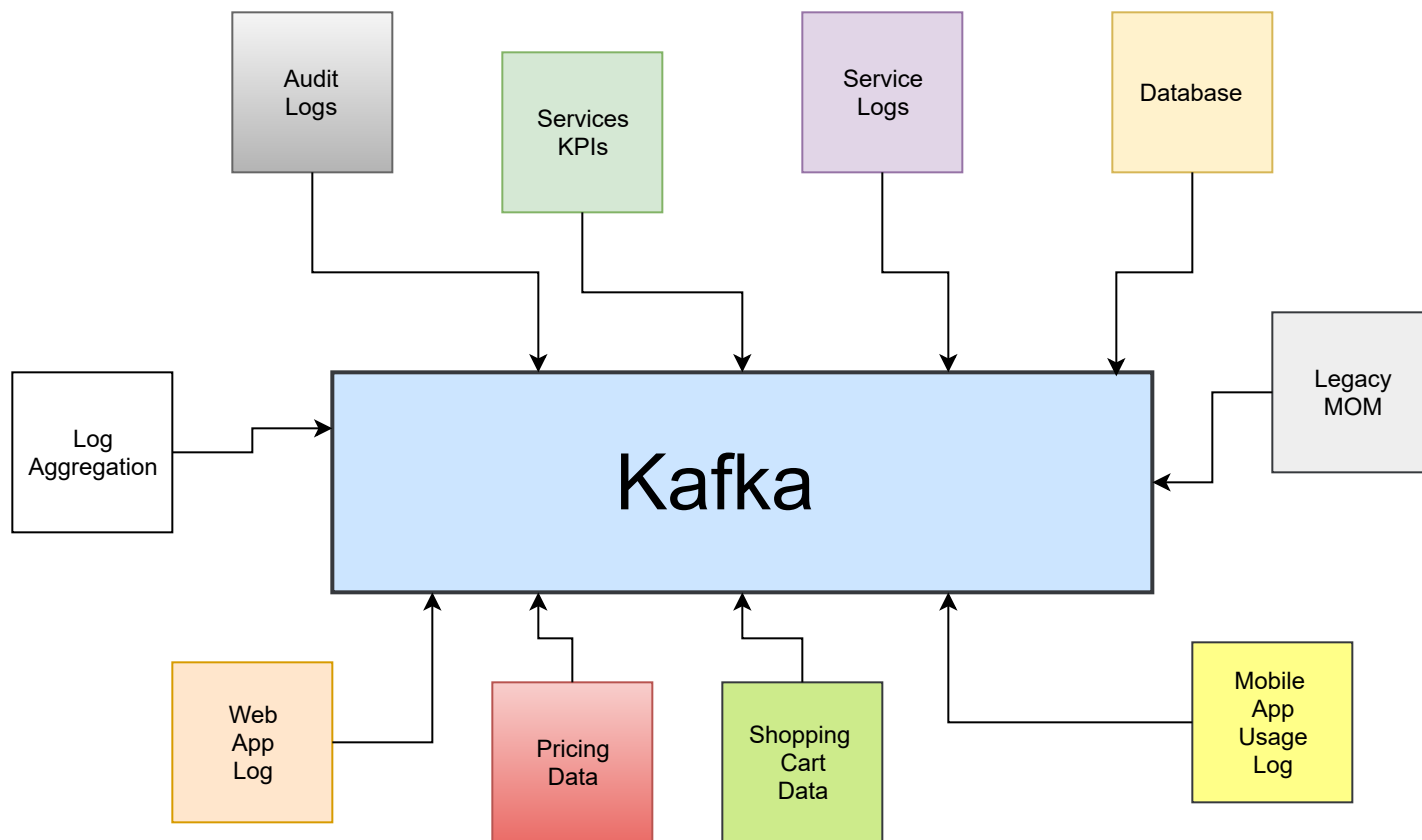 Audit
Logs
Services
KPIs
Service
Logs
Database
Log
Aggregation
Kafka
Legacy
MOM
Web
App
Log
Pricing
Data
Shopping
Cart
Data
Mobile
App
Usage
Log